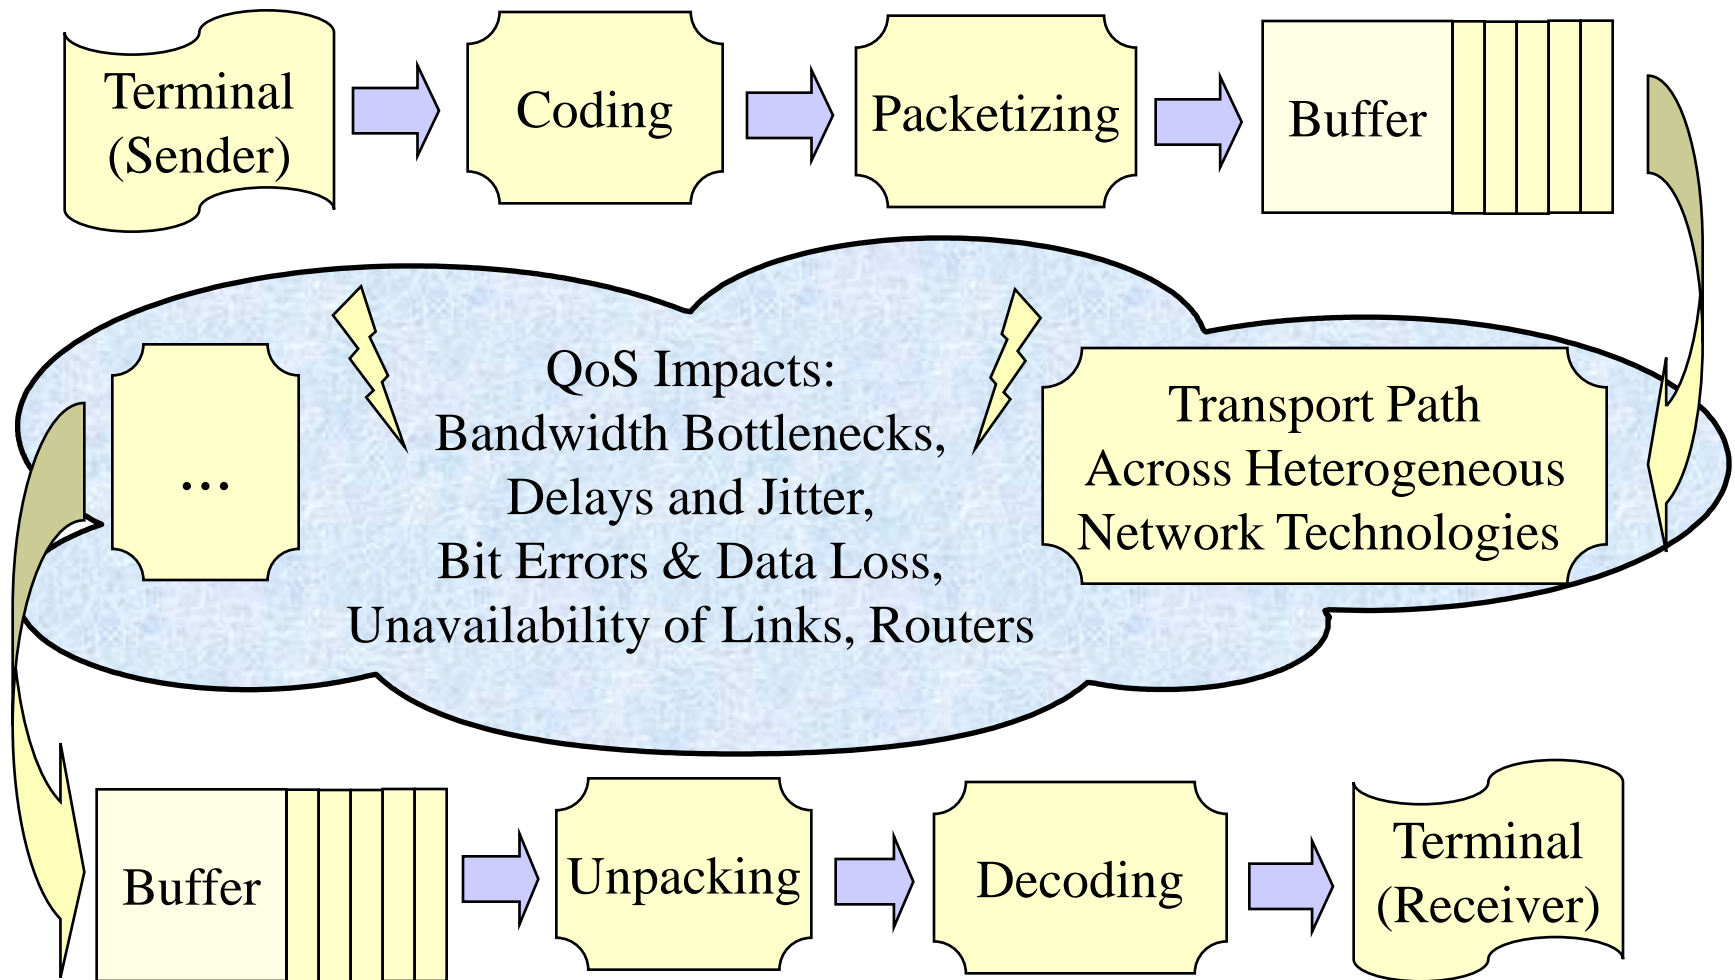 Terminal
(Sender)
Coding
Packetizing
Buffer
QoS Impacts:
Bandwidth Bottlenecks,
Delays and Jitter,
Bit Errors & Data Loss,
Unavailability of Links, Routers
Transport Path
Across Heterogeneous
Network Technologies
...
Buffer
Unpacking
Decoding
Terminal
(Receiver)